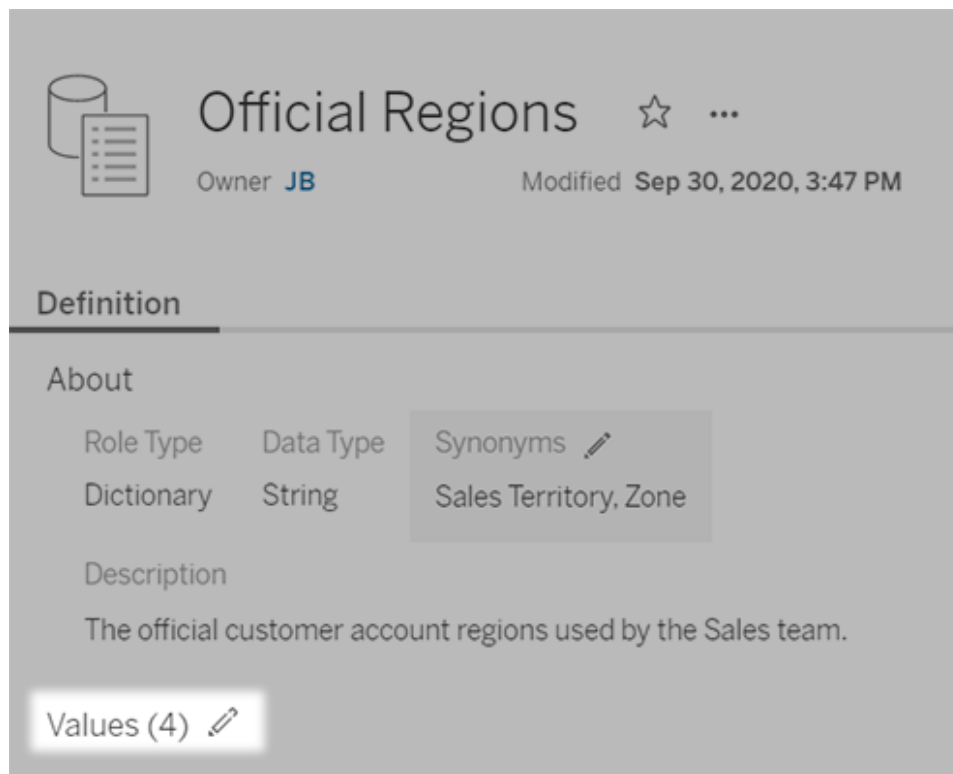 Official Regions
Owner JB Modified Sep 30, 2020, 3:47 PM
Definition
About
Role Type Data Type Synonyms
Dictionary String Sales Territory, Zone
Description
The official customer account regions used by the Sales team.
Values (4)